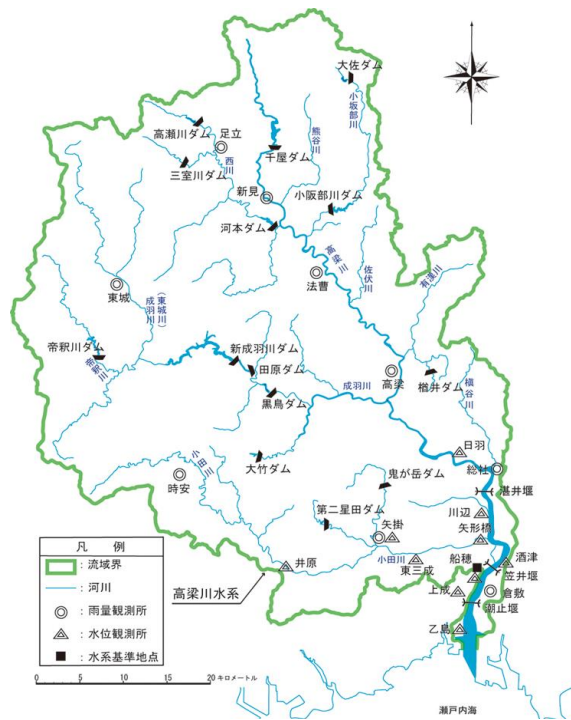 大佐ダム
小坂部川
高瀬川ダム
足立
熊谷川
千屋ダム
西川
三室川ダム
新見
小阪部川ダム
河本ダム
高梁川
佐伏川
有漢川
法曹
東城
(東城川)
成羽川
帝釈川ダム
帝釈川
新成羽川ダム
田原ダム
黒鳥ダム
成羽川
高梁
楢井ダム
槇谷川
日羽
総社
湛井堰
大竹ダム
小田川
時安
鬼が岳ダム
第二星田ダム
矢掛
川辺
矢形橋
小田川
東三成
船穂
酒津
笠井堰
井原
上成
倉敷
潮止堰
乙島
高梁川水系
凡 例
:流域界
:河川
:雨量観測所
:水位観測所
:水系基準地点
0 5 10 15 20 キロメートル
瀬戸内海